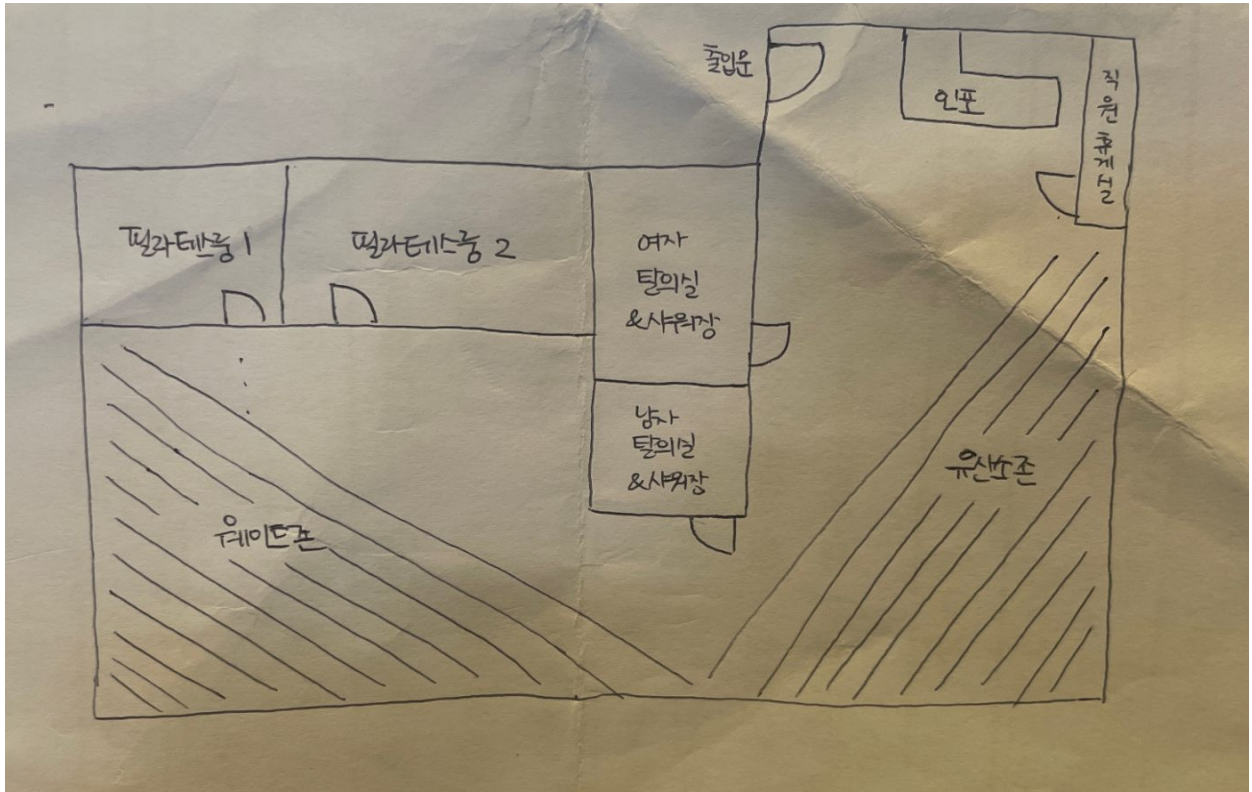 출입문
인포
직원휴게실
필라테스룸 1
필라테스룸 2
여자
탈의실
&샤워장
남자
탈의실
&샤워장
유산소존
웨이트존